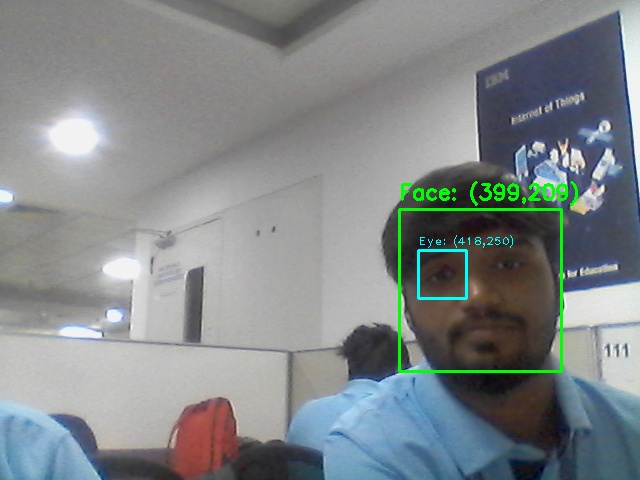 IBM
Internet of Things
Face: (399,209)
Eye: (418,250)
for Education
111